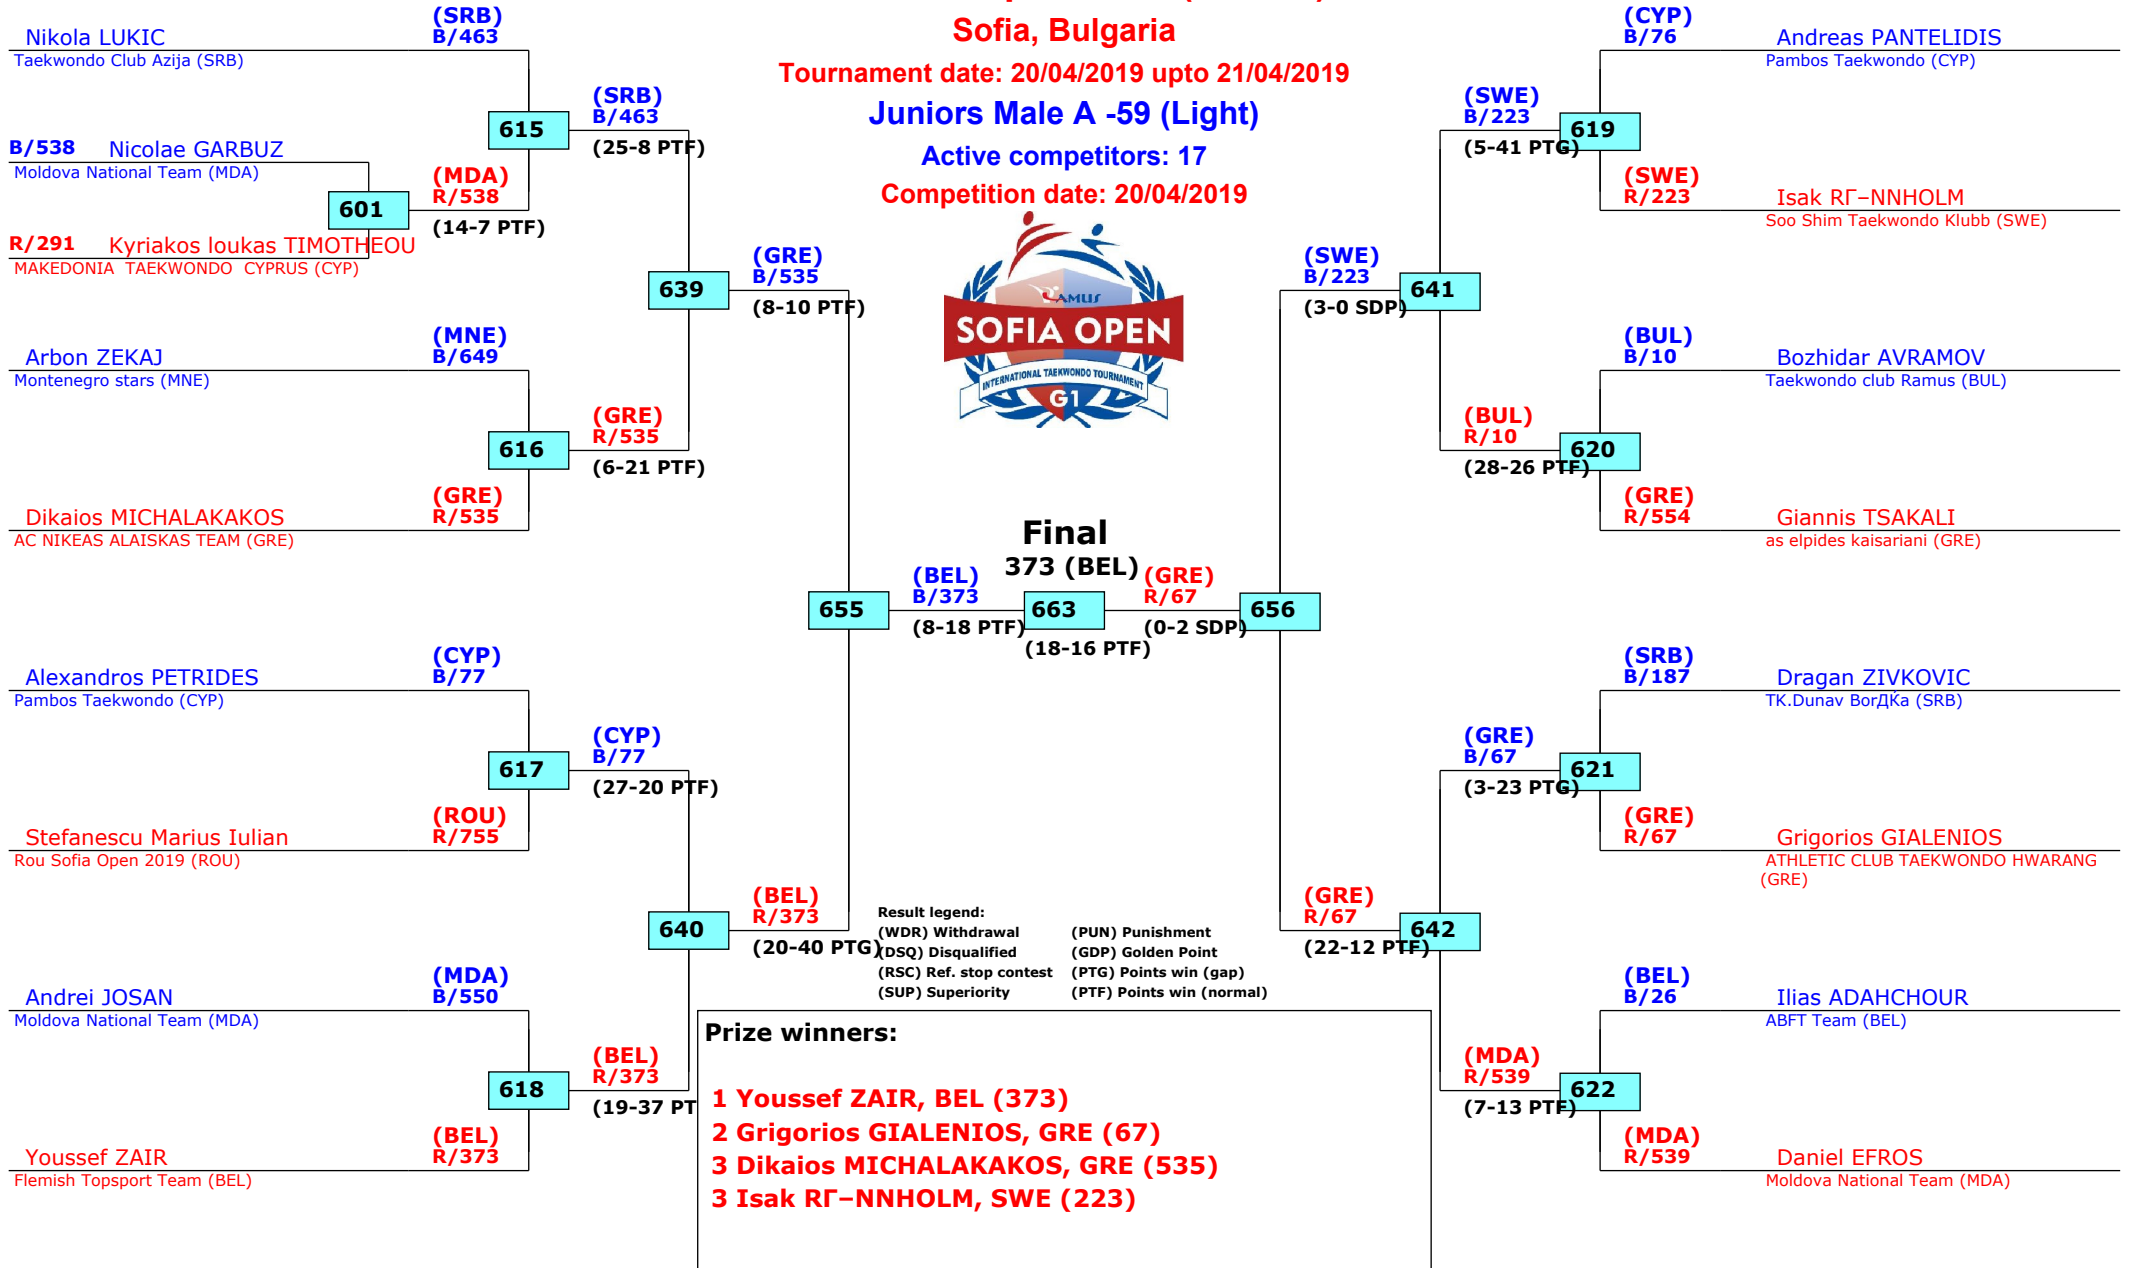 Sofia, Bulgaria
Tournament date: 20/04/2019 upto 21/04/2019
Juniors Male A -59 (Light)
Active competitors: 17
Competition date: 20/04/2019
RAMUS
SOFIA OPEN
INTERNATIONAL TAEKWONDO TOURNAMENT
G1
Nikola LUKIC
(SRB)
B/463
Taekwondo Club Azija (SRB)
B/538 Nicolae GARBUZ
Moldova National Team (MDA)
R/291 Kyriakos loukas TIMOTHEOU
MAKEDONIA TAEKWONDO CYPRUS (CYP)
601
(MDA)
R/538
(14-7 PTF)
615
(SRB)
B/463
(25-8 PTF)
Arbon ZEKAJ
(MNE)
B/649
Montenegro stars (MNE)
Dikaios MICHALAKAKOS
(GRE)
R/535
AC NIKEAS ALAISKAS TEAM (GRE)
616
(GRE)
R/535
(6-21 PTF)
639
(GRE)
B/535
(8-10 PTF)
Alexandros PETRIDES
(CYP)
B/77
Pambos Taekwondo (CYP)
Stefanescu Marius Iulian
(ROU)
R/755
Rou Sofia Open 2019 (ROU)
617
(CYP)
B/77
(27-20 PTF)
Andrei JOSAN
(MDA)
B/550
Moldova National Team (MDA)
Youssef ZAIR
(BEL)
R/373
Flemish Topsport Team (BEL)
618
(BEL)
R/373
(19-37 PT
640
(BEL)
R/373
(20-40 PTG)
655
(BEL)
B/373
(8-18 PTF)
Final
373 (BEL)
663
(18-16 PTF)
(GRE)
R/67
(0-2 SDP)
656
(SWE)
B/223
(3-0 SDP)
641
(SWE)
B/223
(5-41 PTG)
619
(CYP)
B/76
Andreas PANTELIDIS
Pambos Taekwondo (CYP)
(SWE)
R/223
Isak RГ–NNHOLM
Soo Shim Taekwondo Klubb (SWE)
(BUL)
R/10
(28-26 PTF)
620
(BUL)
B/10
Bozhidar AVRAMOV
Taekwondo club Ramus (BUL)
(GRE)
R/554
Giannis TSAKALI
as elpides kaisariani (GRE)
(GRE)
R/67
(22-12 PTF)
642
(GRE)
B/67
(3-23 PTG)
621
(SRB)
B/187
Dragan ZIVKOVIC
TK.Dunav BorДЌa (SRB)
(GRE)
R/67
Grigorios GIALENIOS
ATHLETIC CLUB TAEKWONDO HWARANG
(GRE)
(MDA)
R/539
(7-13 PTF)
622
(BEL)
B/26
Ilias ADAHCHOUR
ABFT Team (BEL)
(MDA)
R/539
Daniel EFROS
Moldova National Team (MDA)
Result legend:
(WDR) Withdrawal (PUN) Punishment
(DSQ) Disqualified (GDP) Golden Point
(RSC) Ref. stop contest (PTG) Points win (gap)
(SUP) Superiority (PTF) Points win (normal)
Prize winners:
1 Youssef ZAIR, BEL (373)
2 Grigorios GIALENIOS, GRE (67)
3 Dikaios MICHALAKAKOS, GRE (535)
3 Isak RГ–NNHOLM, SWE (223)